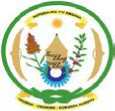 REPUBULIKA Y'U RWANDA
UBUMWE - UMURIMO - GUKUNDA IGIHUGU